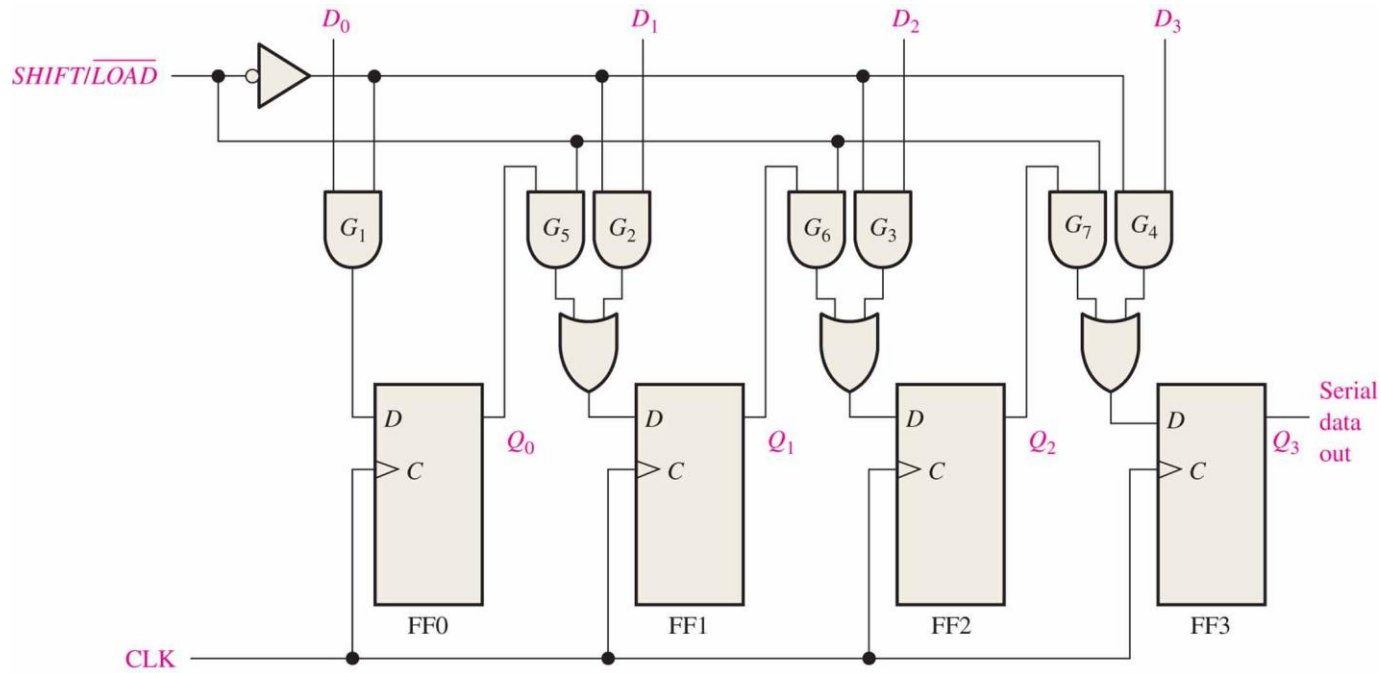 D₀ D₁ D₂ D₃
SHIFT/L̅O̅A̅D̅
G₁ G₅ G₂ G₆ G₃ G₇ G₄
D D D D
Q₀ Q₁ Q₂ Q₃
C C C C
Serial
data
out
FF0 FF1 FF2 FF3
CLK